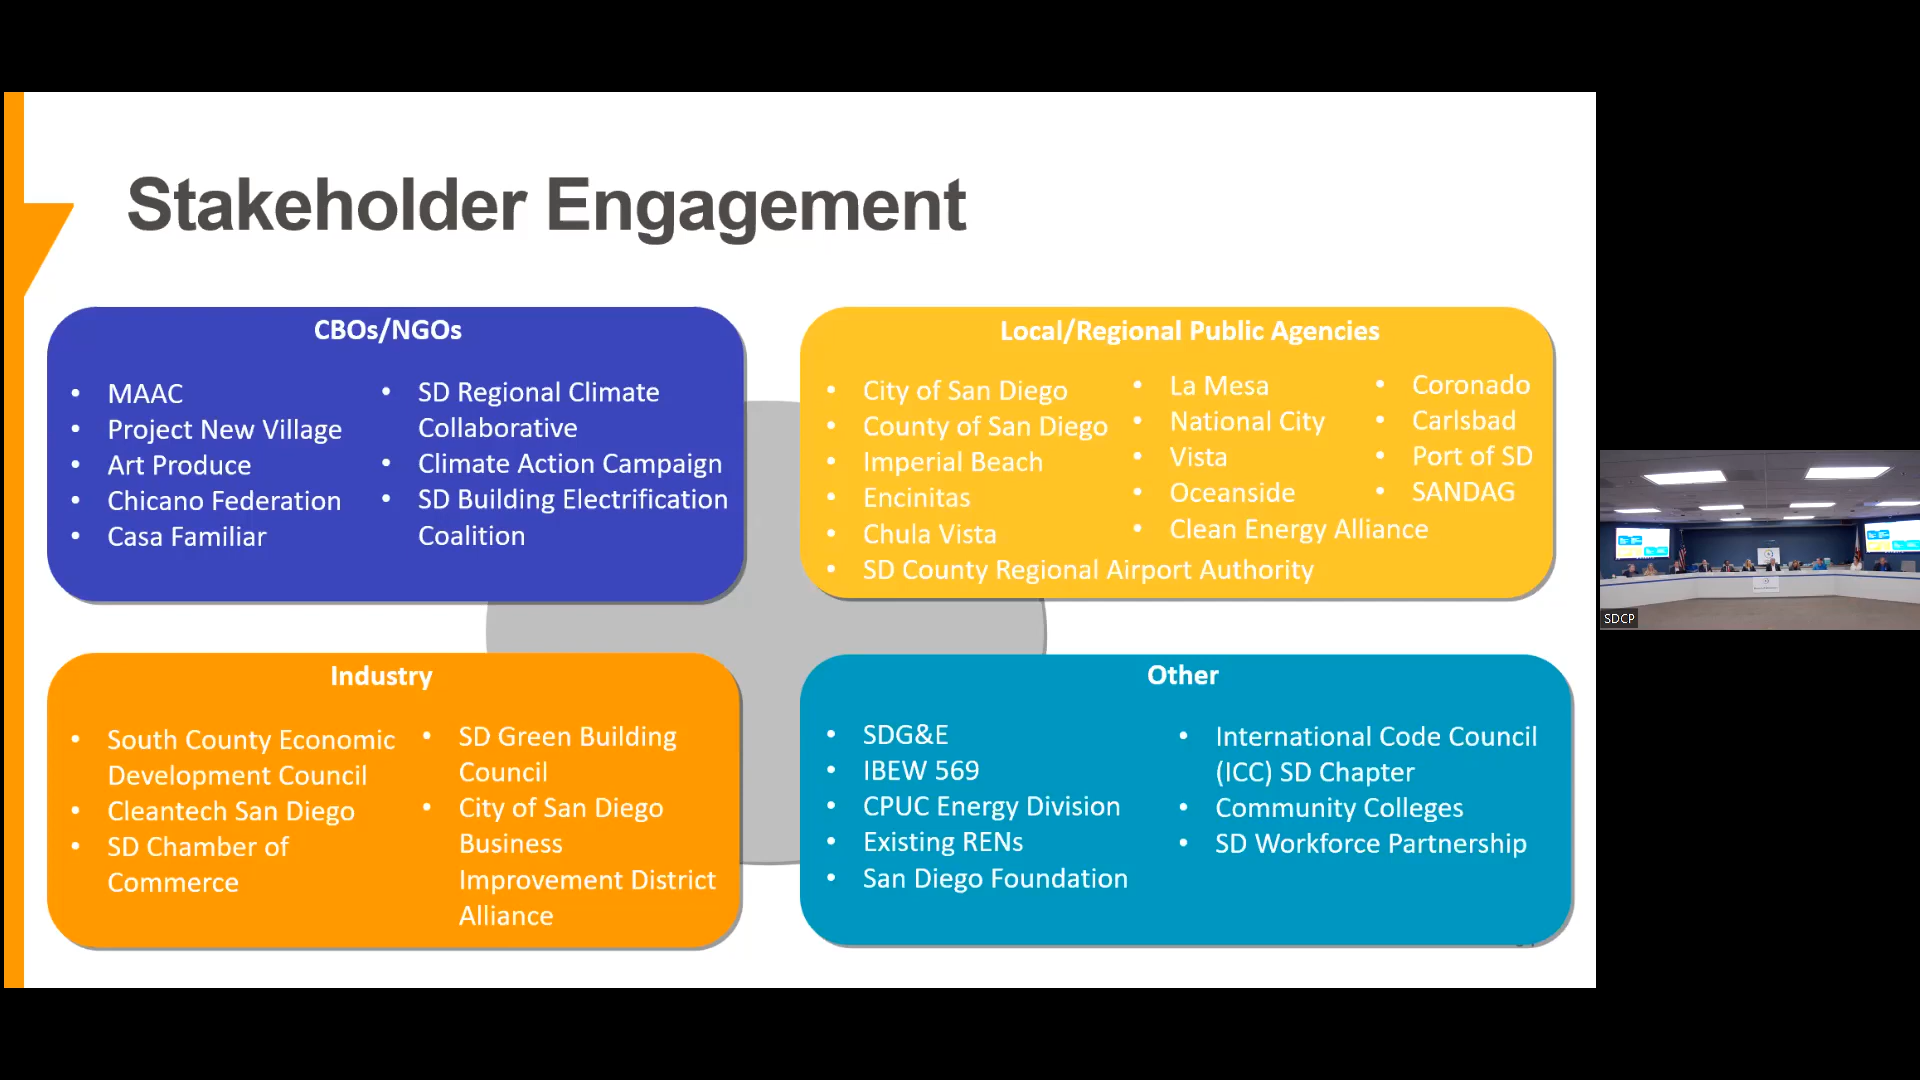 Stakeholder Engagement
CBOs/NGOs
• MAAC
• Project New Village
• Art Produce
• Chicano Federation
• Casa Familiar
• SD Regional Climate
Collaborative
• Climate Action Campaign
• SD Building Electrification
Coalition
Local/Regional Public Agencies
• City of San Diego
• County of San Diego
• Imperial Beach
• Encinitas
• Chula Vista
• SD County Regional Airport Authority
• La Mesa
• National City
• Vista
• Oceanside
• Clean Energy Alliance
• Coronado
• Carlsbad
• Port of SD
• SANDAG
Industry
• South County Economic
Development Council
• Cleantech San Diego
• SD Chamber of
Commerce
• SD Green Building
Council
• City of San Diego
Business
Improvement District
Alliance
Other
• SDG&E
• IBEW 569
• CPUC Energy Division
• Existing RENs
• San Diego Foundation
• International Code Council
(ICC) SD Chapter
• Community Colleges
• SD Workforce Partnership
SDCP